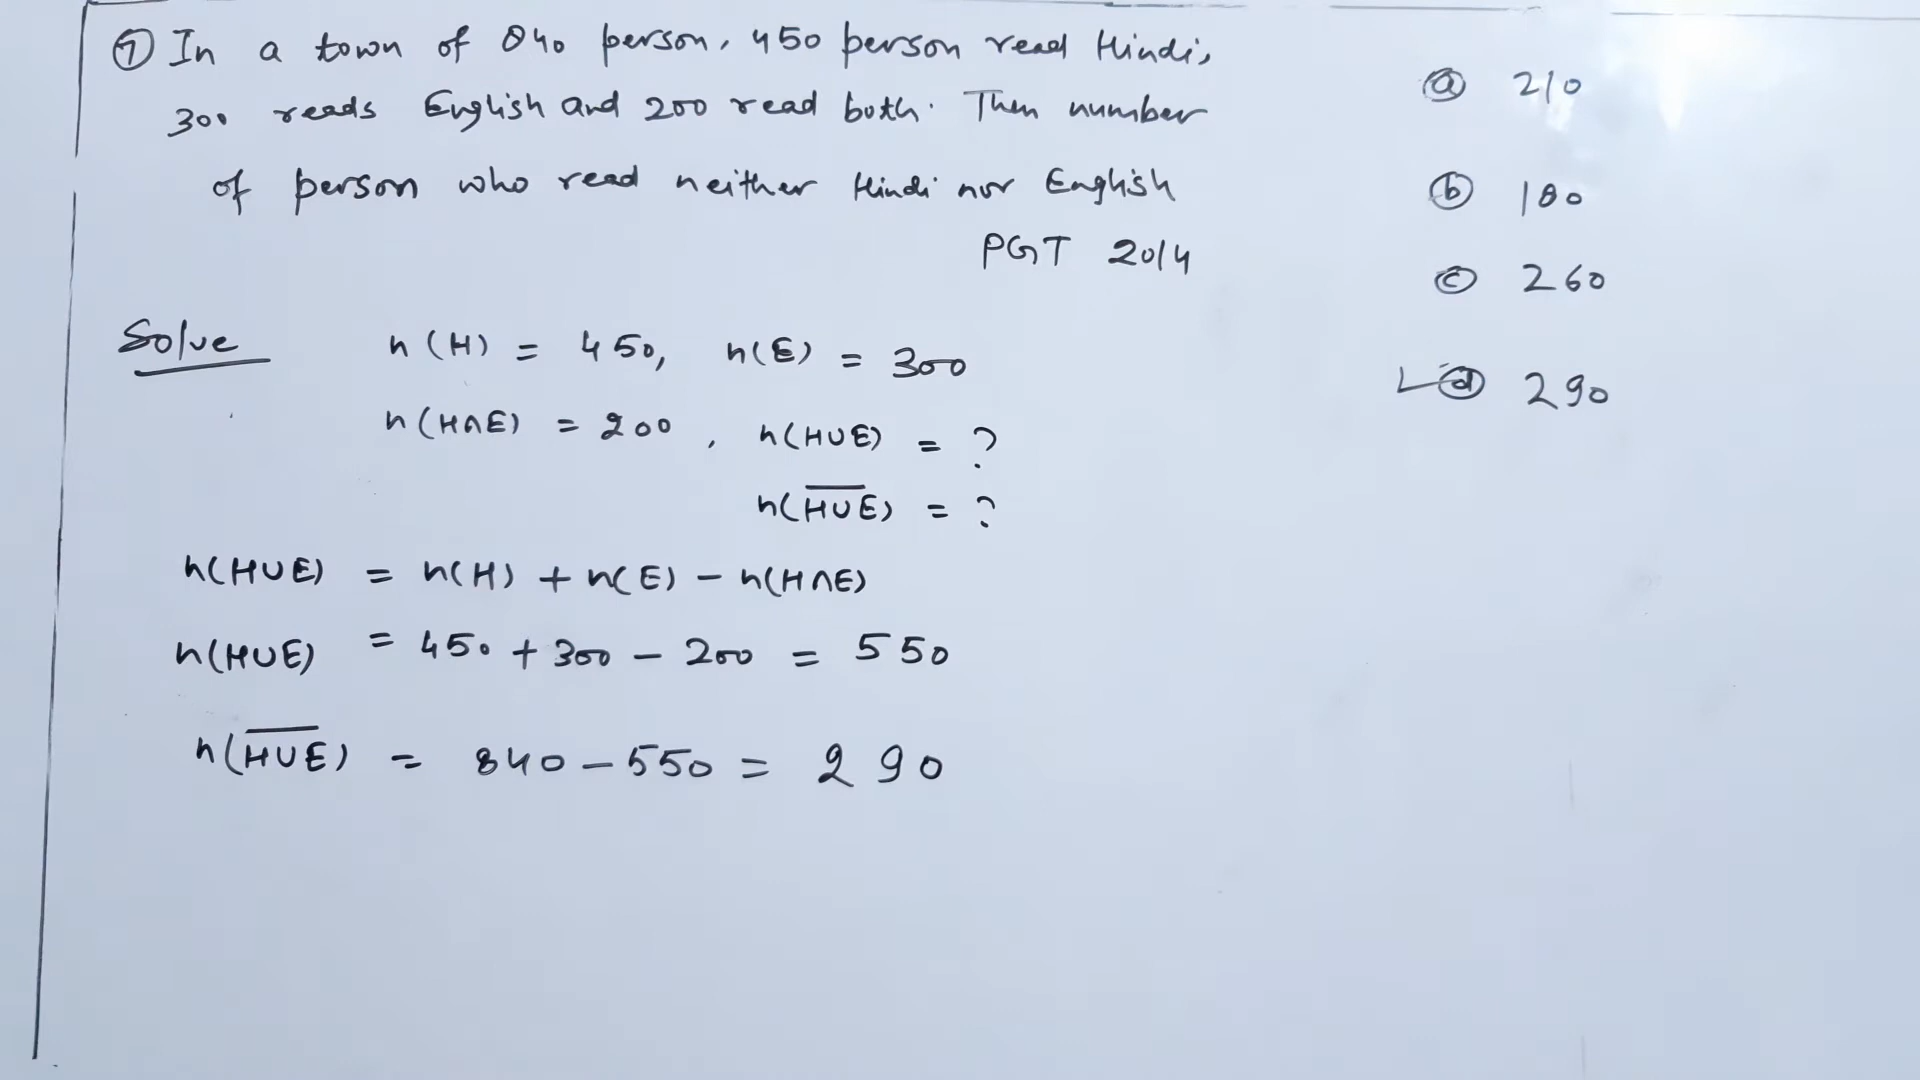 ⑦ In a town of 840 person, 450 person read Hindi,
300 reads English and 200 read both. Then number
of person who read neither Hindi nor English
PGT 2014
ⓐ 210
ⓑ 180
ⓒ 260
ⓓ 290
Solve n(H) = 450, n(E) = 300
n(H∩E) = 200, n(H∪E) = ?
n(H̅∪̅E̅) = ?
n(H∪E) = n(H) + n(E) − n(H∩E)
n(H∪E) = 450 + 300 − 200 = 550
n(H̅∪̅E̅) = 840 − 550 = 290